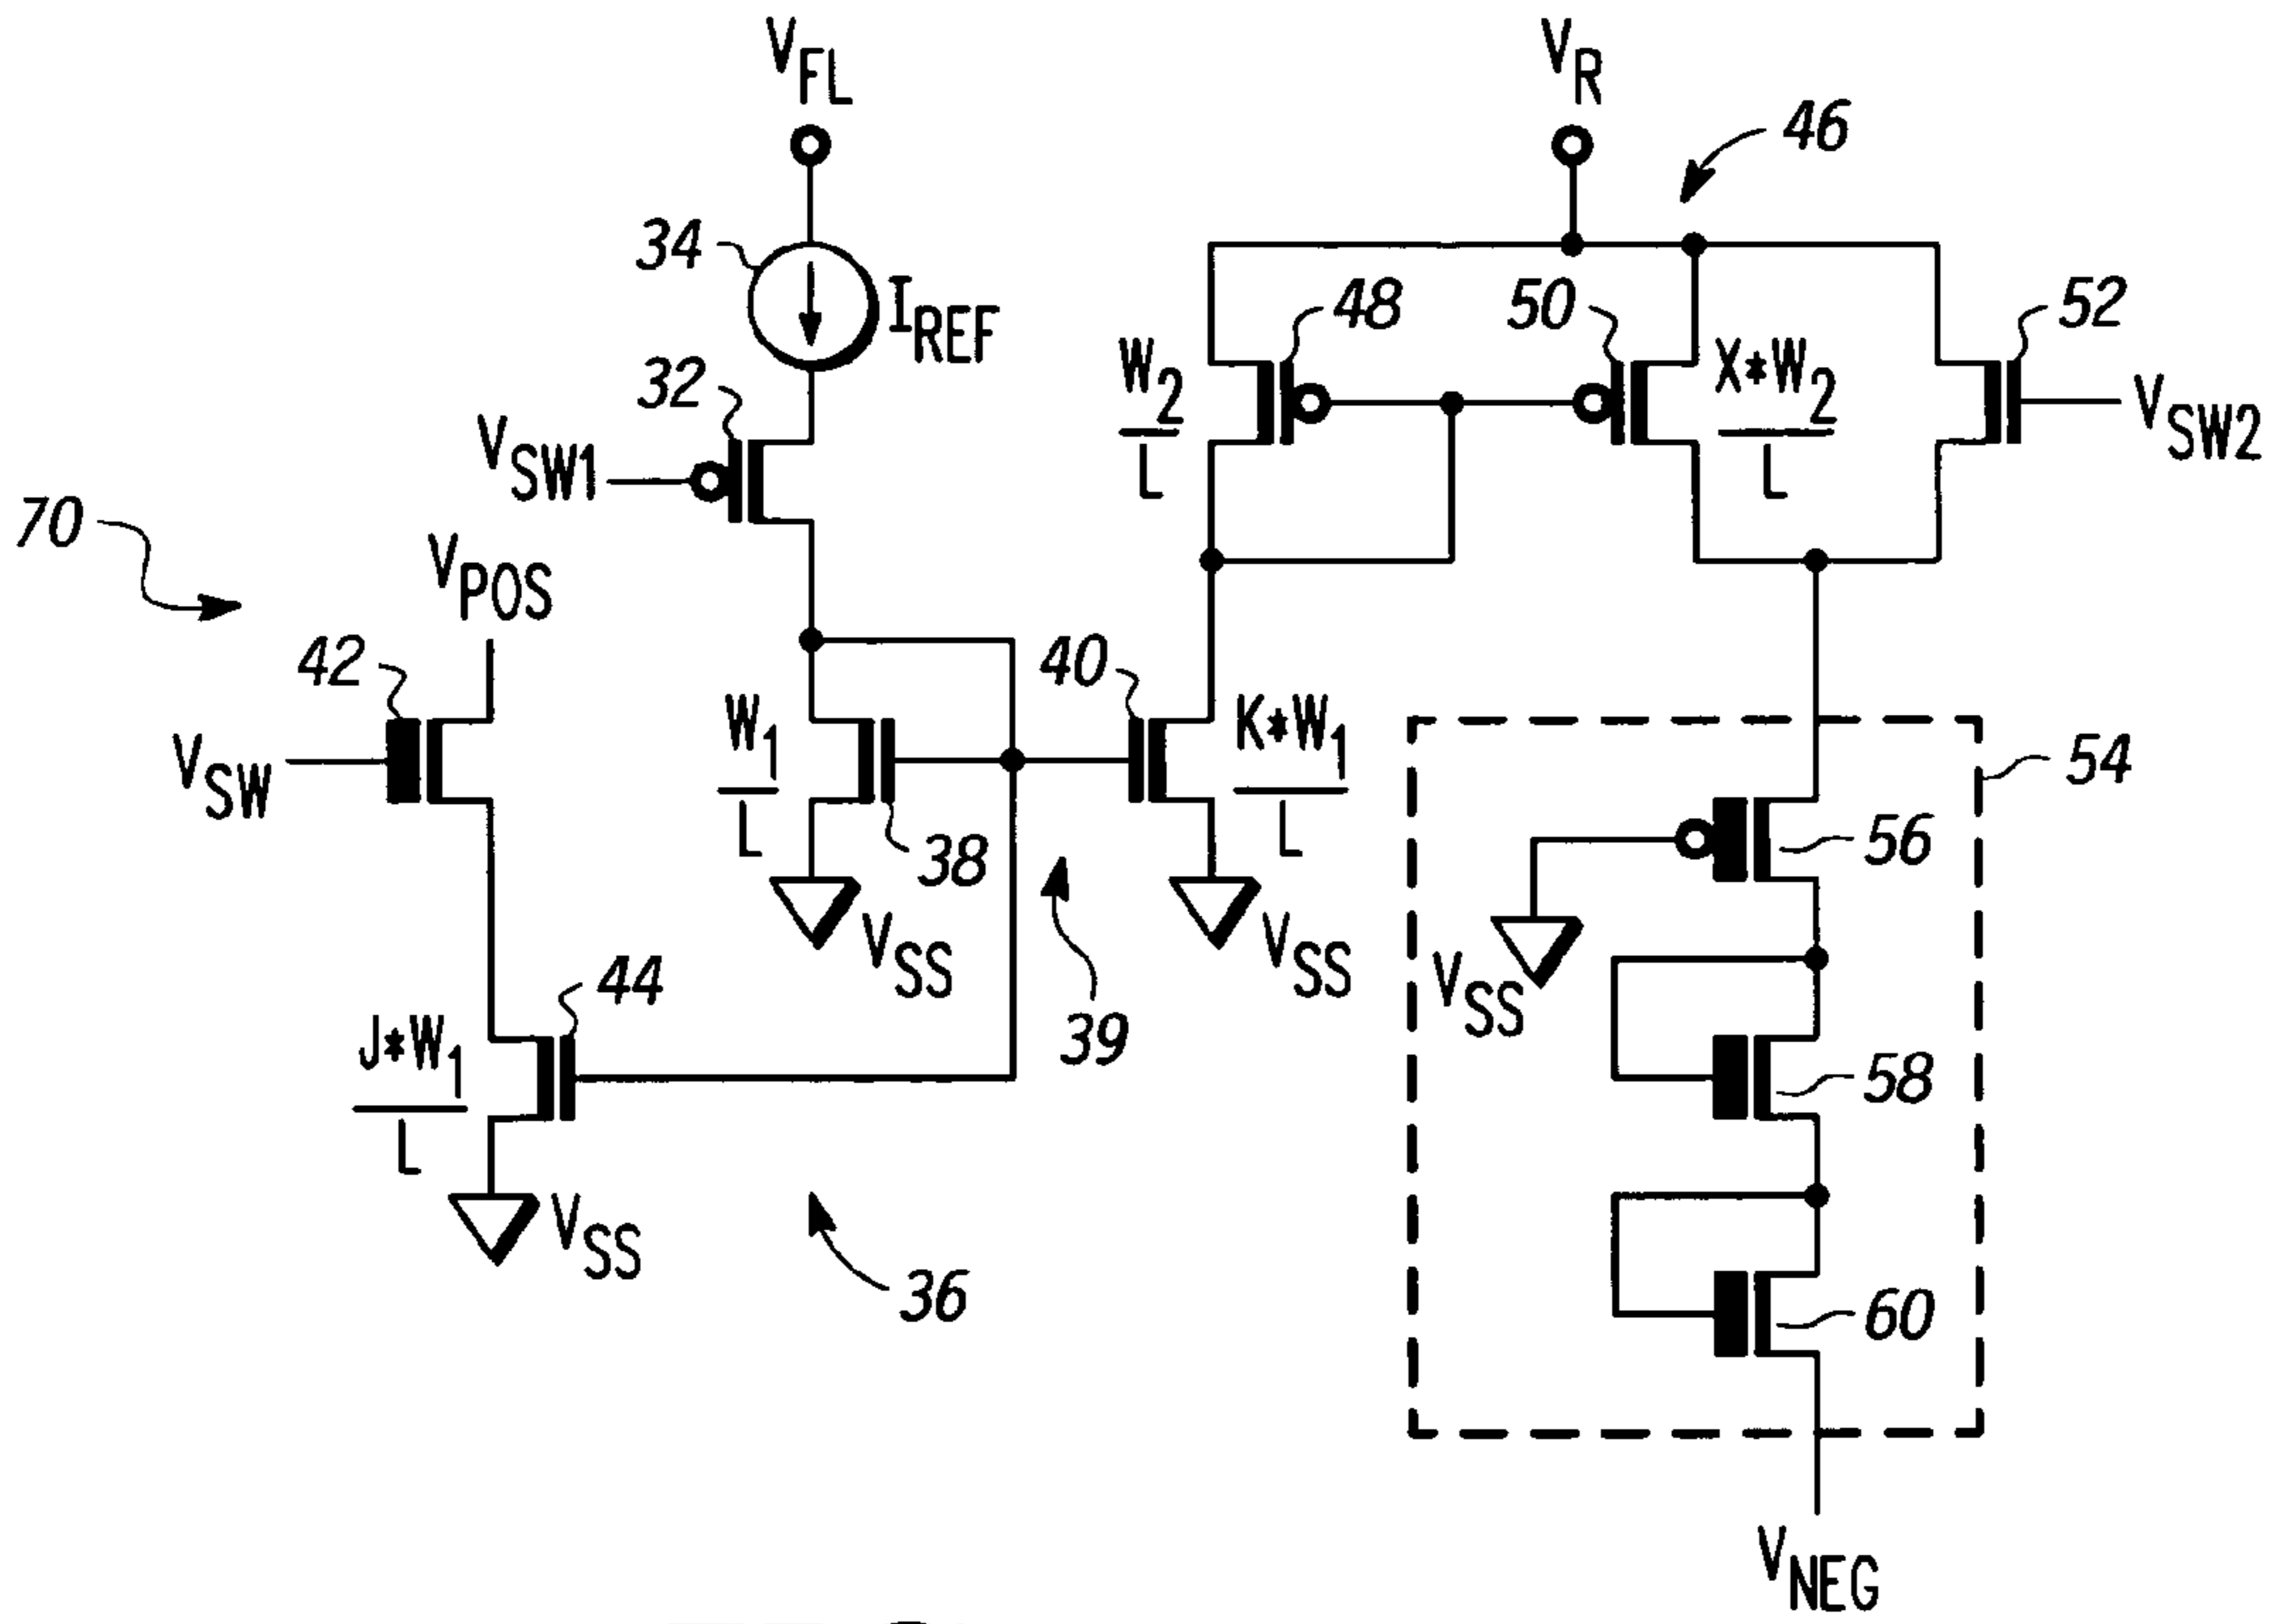 V_FL
V_R
46
34
I_REF
48
50
52
W_2
L
X*W_2
L
32
V_SW1
V_SW2
70
V_POS
42
40
W_1
L
K*W_1
L
54
V_SW
38
56
V_SS
V_SS
V_SS
44
39
J*W_1
L
58
V_SS
36
60
V_NEG